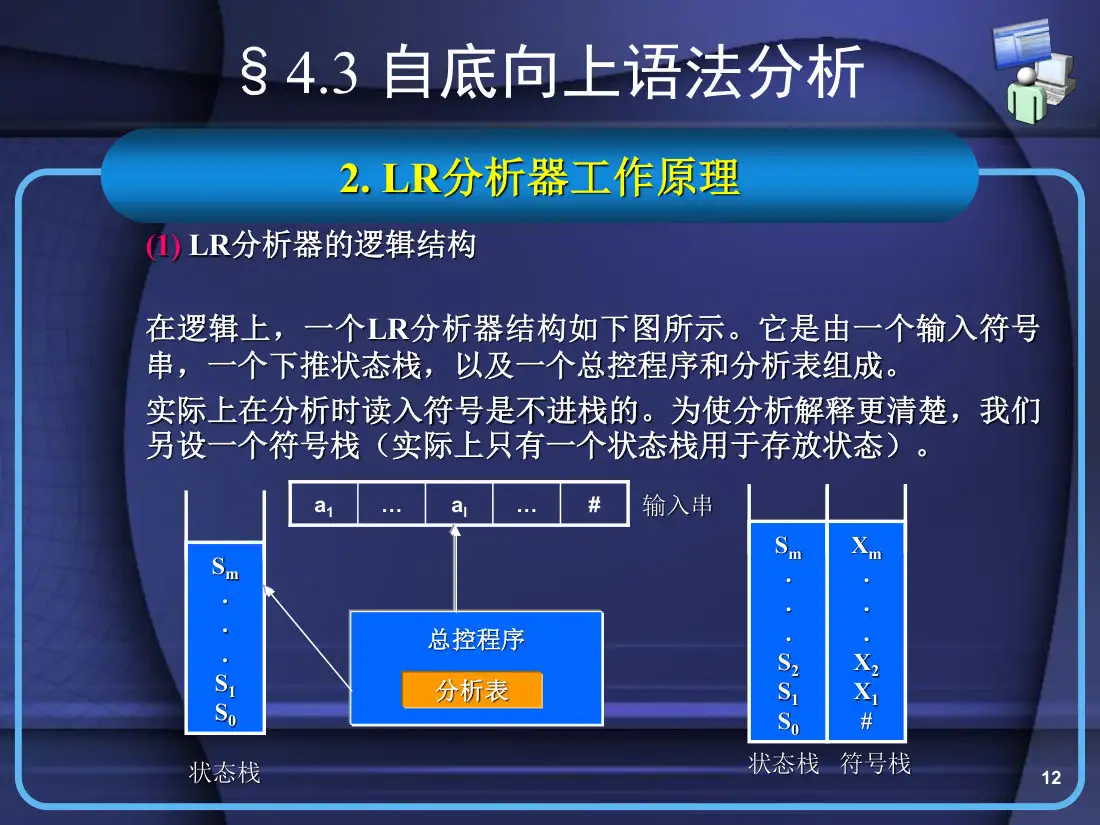 §4.3 自底向上语法分析
2. LR分析器工作原理
(1) LR分析器的逻辑结构
在逻辑上，一个LR分析器结构如下图所示。它是由一个输入符号
串，一个下推状态栈，以及一个总控程序和分析表组成。
实际上在分析时读入符号是不进栈的。为使分析解释更清楚，我们
另设一个符号栈（实际上只有一个状态栈用于存放状态）。
a1 … aI … # 输入串
Sm
.
.
.
S1
S0
状态栈
总控程序
分析表
Sm Xm
. .
. .
. .
S2 X2
S1 X1
S0 #
状态栈 符号栈
12